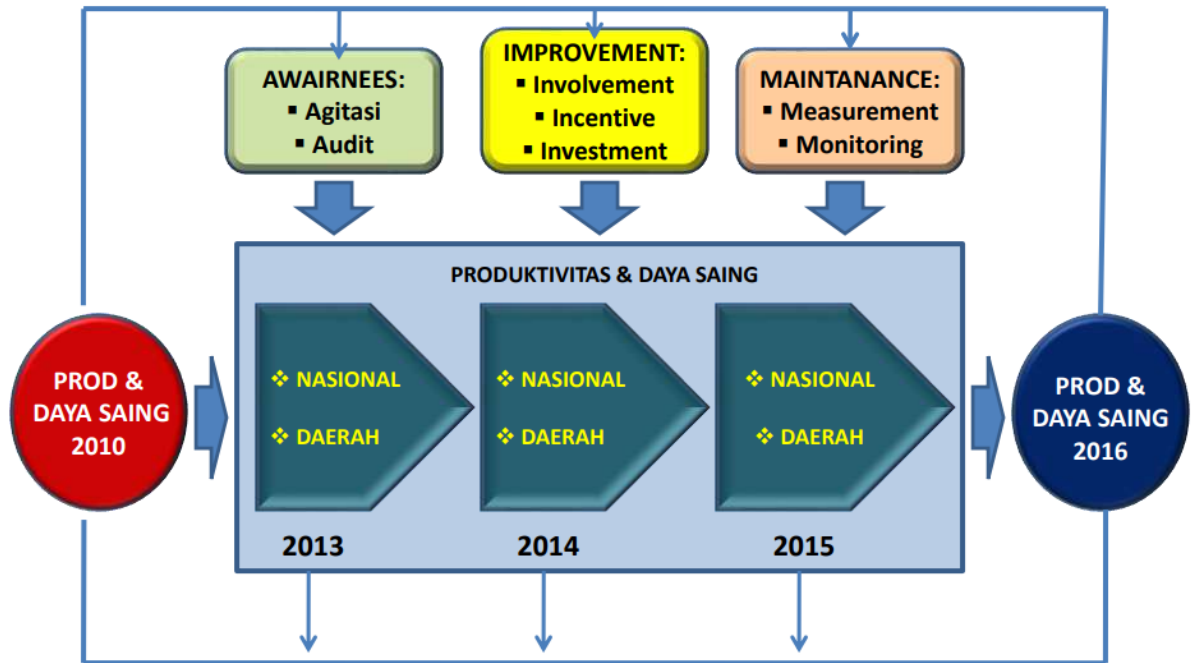 AWAIRNEES:
▪ Agitasi
▪ Audit
IMPROVEMENT:
▪ Involvement
▪ Incentive
▪ Investment
MAINTANANCE:
▪ Measurement
▪ Monitoring
PRODUKTIVITAS & DAYA SAING
PROD &
DAYA SAING
2010
❖ NASIONAL
❖ DAERAH
2013
❖ NASIONAL
❖ DAERAH
2014
❖ NASIONAL
❖ DAERAH
2015
PROD &
DAYA SAING
2016